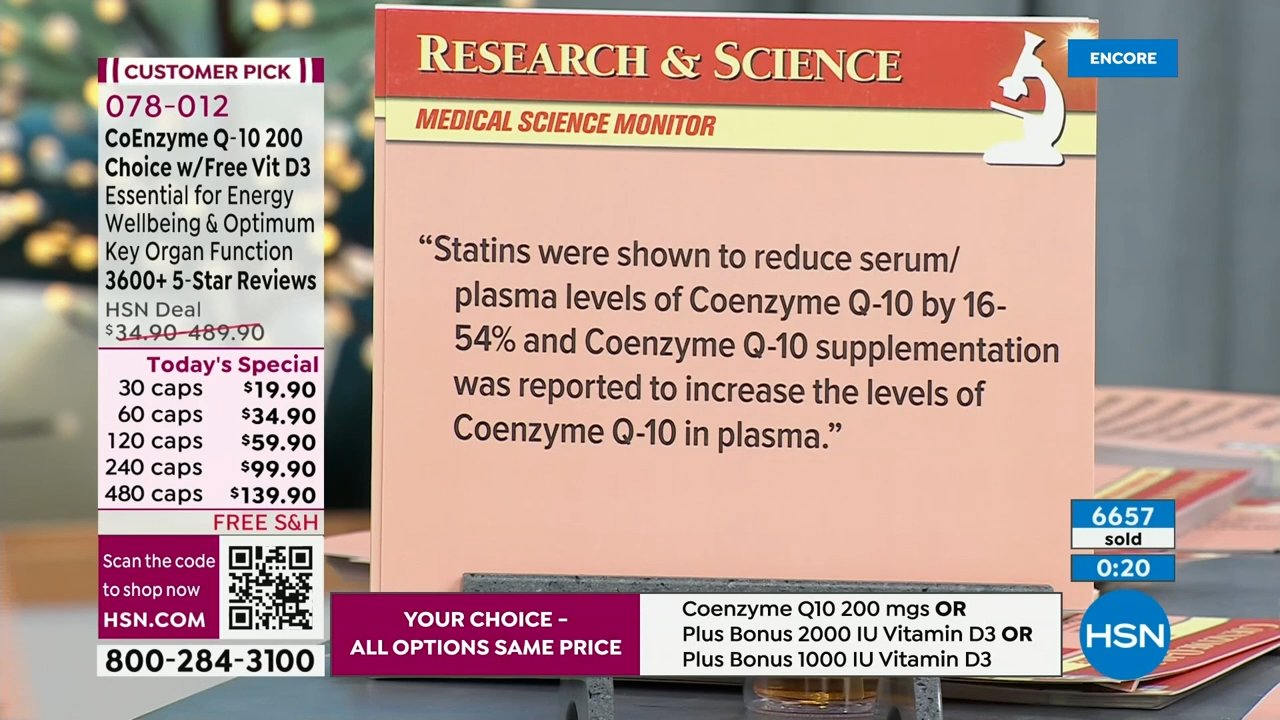 CUSTOMER PICK
078-012
CoEnzyme Q-10 200
Choice w/Free Vit D3
Essential for Energy
Wellbeing & Optimum
Key Organ Function
3600+ 5-Star Reviews
HSN Deal
$34.90-489.90
Today's Special
30 caps $19.90
60 caps $34.90
120 caps $59.90
240 caps $99.90
480 caps $139.90
FREE S&H
Scan the code
to shop now
HSN.COM
800-284-3100
RESEARCH & SCIENCE
MEDICAL SCIENCE MONITOR
“Statins were shown to reduce serum/
plasma levels of Coenzyme Q-10 by 16-
54% and Coenzyme Q-10 supplementation
was reported to increase the levels of
Coenzyme Q-10 in plasma.”
ENCORE
6657
sold
0:20
YOUR CHOICE –
ALL OPTIONS SAME PRICE
Coenzyme Q10 200 mgs OR
Plus Bonus 2000 IU Vitamin D3 OR
Plus Bonus 1000 IU Vitamin D3
HSN